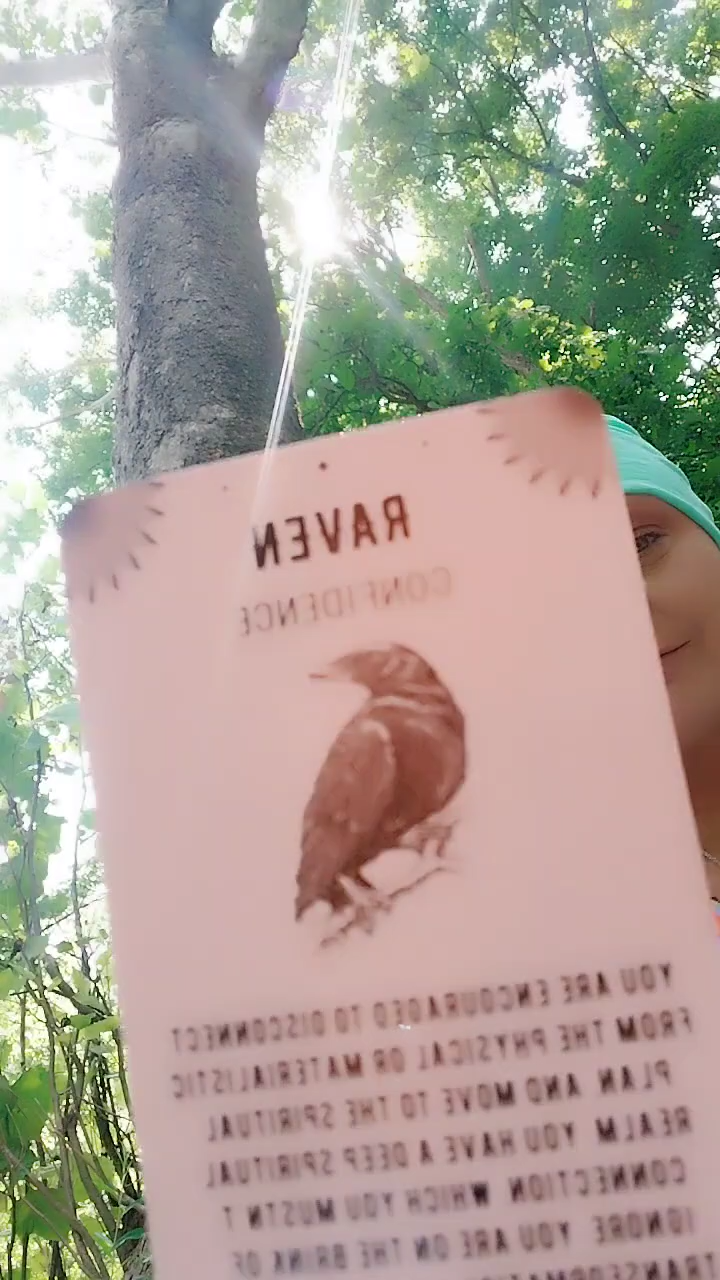 RAVEN
CONFIDENCE
YOU ARE ENCOURAGED TO DISCONNECT
FROM THE PHYSICAL OR MATERIALISTIC
PLAN AND MOVE TO THE SPIRITUAL
REALM YOU HAVE A DEEP SPIRITUAL
CONNECTION WHICH YOU MUSTN T
IGNORE YOU ARE ON THE BRINK OF